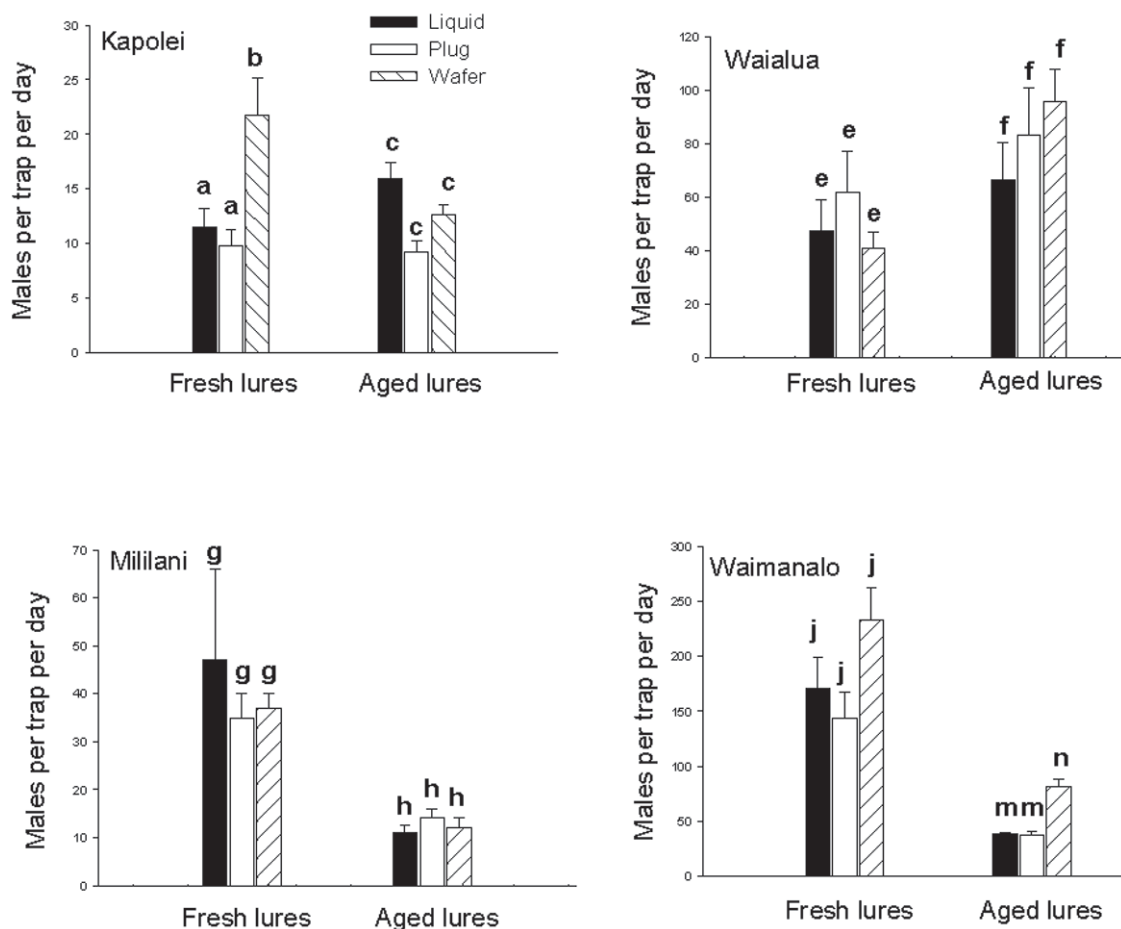 Kapolei
Liquid
Plug
Wafer
Males per trap per day
30
25
20
15
10
5
0
a
a
b
c
c
c
Fresh lures
Aged lures
Waialua
Males per trap per day
120
100
80
60
40
20
0
e
e
e
f
f
f
Fresh lures
Aged lures
Mililani
Males per trap per day
70
60
50
40
30
20
10
0
g
g
g
h
h
h
Fresh lures
Aged lures
Waimanalo
Males per trap per day
300
250
200
150
100
50
0
j
j
j
m
m
n
Fresh lures
Aged lures